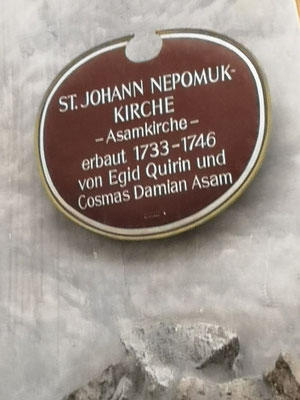 ST. JOHANN NEPOMUK-
KIRCHE
-Asamkirche-
erbaut 1733-1746
von Egid Quirin und
Cosmas Damian Asam